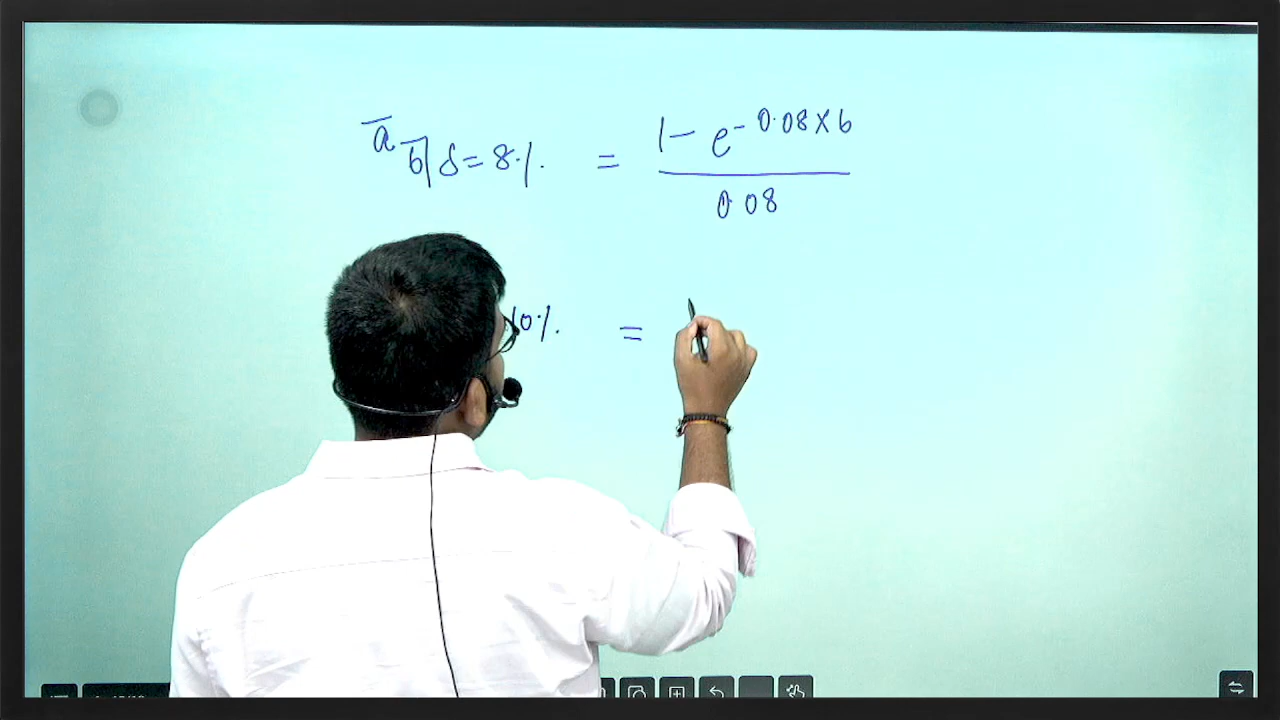 a̅ 6̅| δ = 8% = 1 - e^{-0.08×6} / 0.08
10% =